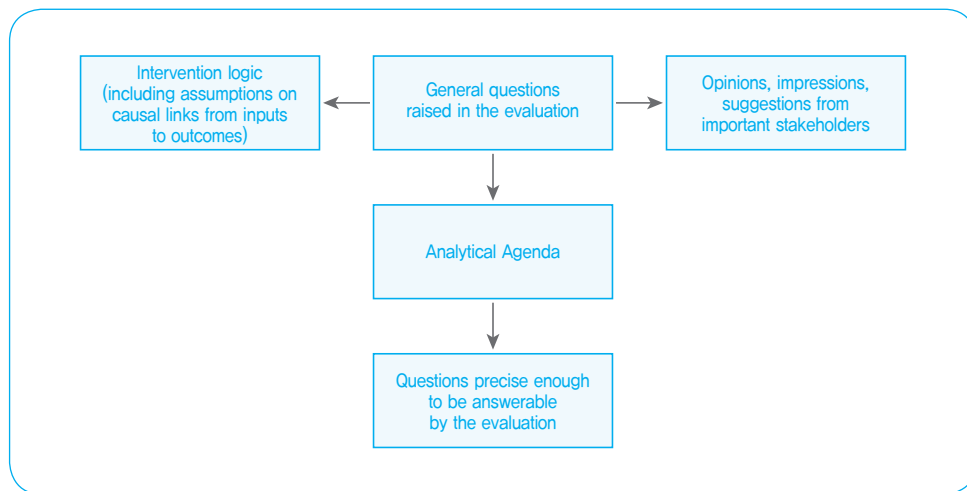 Intervention logic
(including assumptions on
causal links from inputs
to outcomes)
General questions
raised in the evaluation
Opinions, impressions,
suggestions from
important stakeholders
Analytical Agenda
Questions precise enough
to be answerable
by the evaluation